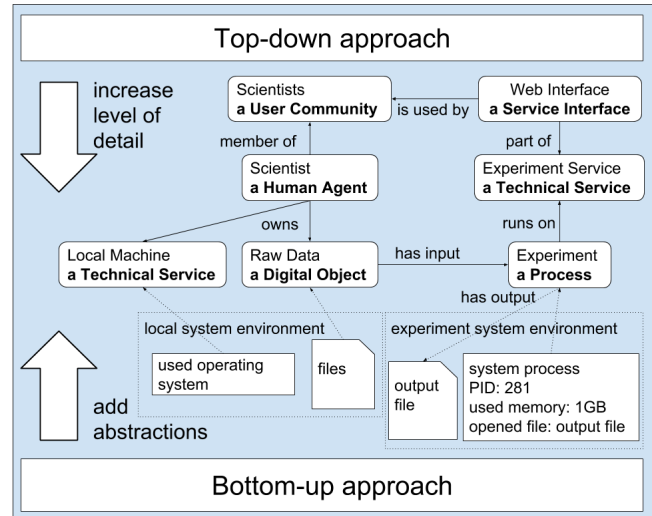 Top-down approach
increase
level of
detail
Scientists
a User Community
is used by
Web Interface
a Service Interface
member of
part of
Scientist
a Human Agent
Experiment Service
a Technical Service
owns
runs on
Local Machine
a Technical Service
Raw Data
a Digital Object
has input
Experiment
a Process
has output
local system environment
experiment system environment
used operating
system
files
output
file
system process
PID: 281
used memory: 1GB
opened file: output file
add
abstractions
Bottom-up approach